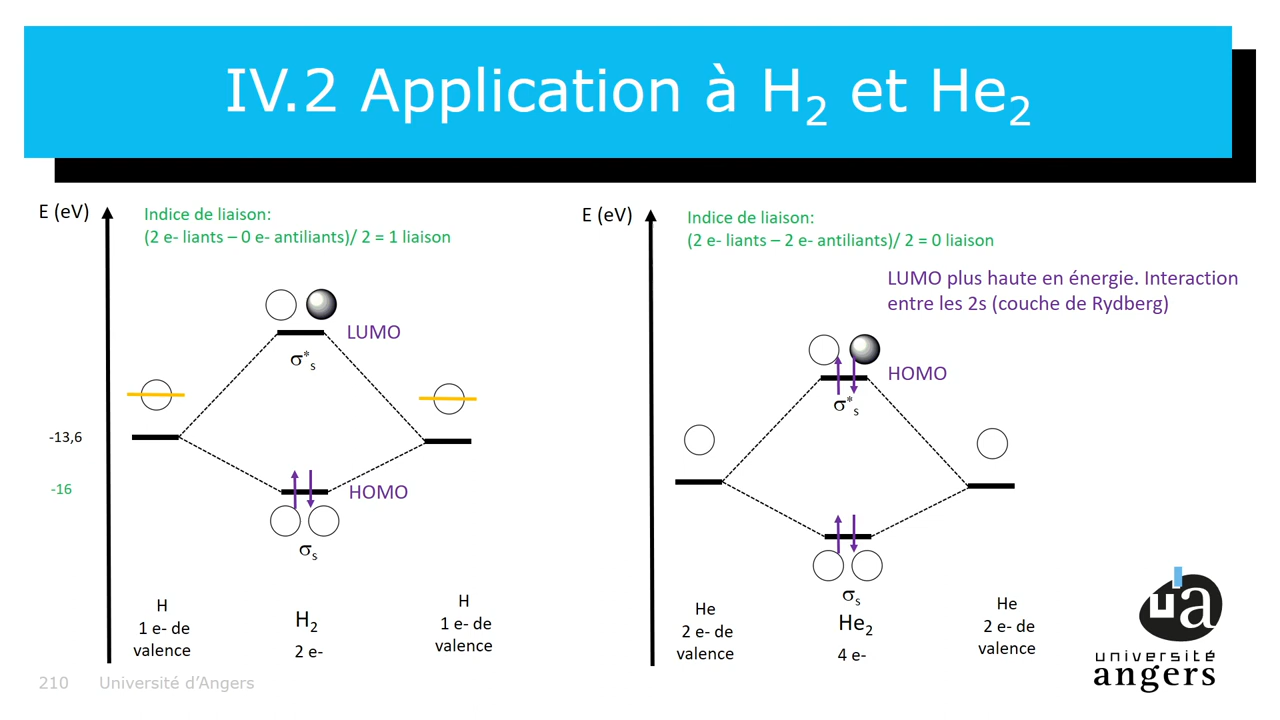 IV.2 Application à H₂ et He₂
E (eV)
Indice de liaison:
(2 e- liants – 0 e- antiliants)/ 2 = 1 liaison
LUMO
σ*ₛ
-13,6
-16
HOMO
σₛ
H
1 e- de
valence
H₂
2 e-
H
1 e- de
valence
E (eV)
Indice de liaison:
(2 e- liants – 2 e- antiliants)/ 2 = 0 liaison
LUMO plus haute en énergie. Interaction
entre les 2s (couche de Rydberg)
HOMO
σ*ₛ
σₛ
He
2 e- de
valence
He₂
4 e-
He
2 e- de
valence
ua
université
angers
210 Université d’Angers